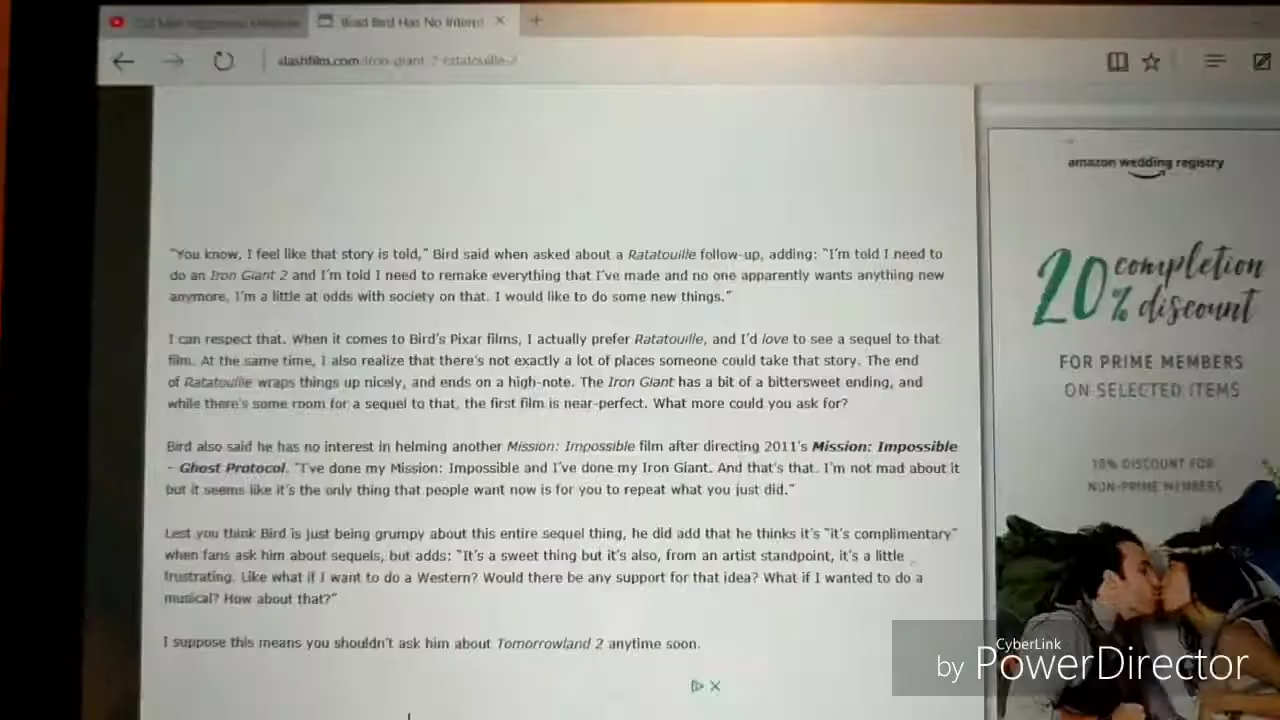 Brad Bird Has No Interest
slashfilm.com/iron-giant-2-ratatouille-2
amazon wedding registry
20% completion discount
FOR PRIME MEMBERS
ON SELECTED ITEMS
10% DISCOUNT FOR
NON-PRIME MEMBERS
"You know, I feel like that story is told," Bird said when asked about a Ratatouille follow-up, adding: "I'm told I need to
do an Iron Giant 2 and I'm told I need to remake everything that I've made and no one apparently wants anything new
anymore, I'm a little at odds with society on that. I would like to do some new things."
I can respect that. When it comes to Bird's Pixar films, I actually prefer Ratatouille, and I'd love to see a sequel to that
film. At the same time, I also realize that there's not exactly a lot of places someone could take that story. The end
of Ratatouille wraps things up nicely, and ends on a high-note. The Iron Giant has a bit of a bittersweet ending, and
while there's some room for a sequel to that, the first film is near-perfect. What more could you ask for?
Bird also said he has no interest in helming another Mission: Impossible film after directing 2011's Mission: Impossible
– Ghost Protocol. "I've done my Mission: Impossible and I've done my Iron Giant. And that's that. I'm not mad about it
but it seems like it's the only thing that people want now is for you to repeat what you just did."
Lest you think Bird is just being grumpy about this entire sequel thing, he did add that he thinks it's "it's complimentary"
when fans ask him about sequels, but adds: "It's a sweet thing but it's also, from an artist standpoint, it's a little
frustrating. Like what if I want to do a Western? Would there be any support for that idea? What if I wanted to do a
musical? How about that?"
I suppose this means you shouldn't ask him about Tomorrowland 2 anytime soon.
CyberLink
by PowerDirector